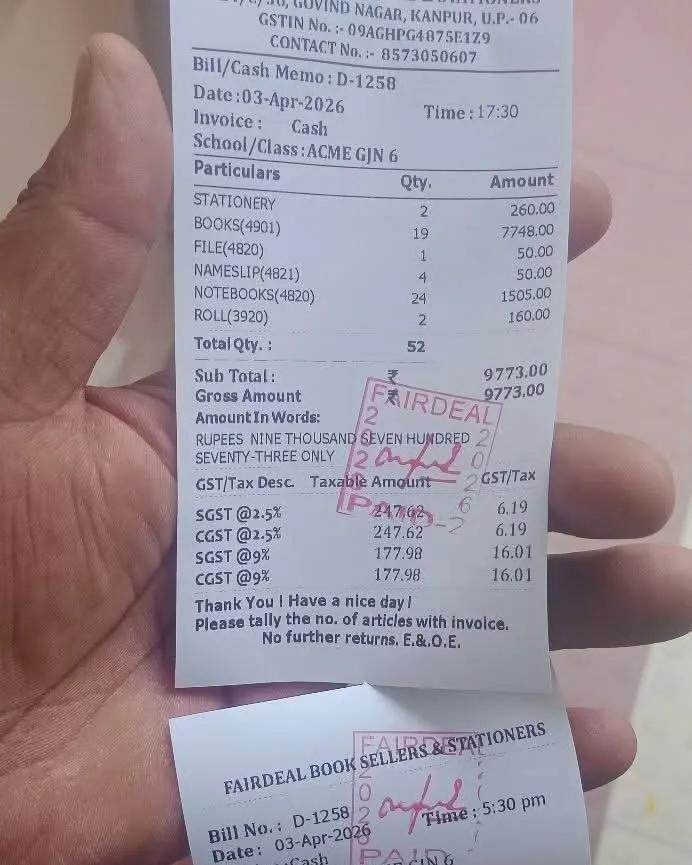 GOVIND NAGAR, KANPUR, U.P.- 06
GSTIN No. :- 09AGHPG4875E1Z9
CONTACT No. :- 8573050607
Bill/Cash Memo : D-1258
Date :03-Apr-2026 Time : 17:30
Invoice : Cash
School/Class : ACME GJN 6
Particulars Qty. Amount
STATIONERY 2 260.00
BOOKS(4901) 19 7748.00
FILE(4820) 1 50.00
NAMESLIP(4821) 4 50.00
NOTEBOOKS(4820) 24 1505.00
ROLL(3920) 2 160.00
Total Qty. : 52
Sub Total : ₹ 9773.00
Gross Amount ₹ 9773.00
FAIRDEAL
Amount In Words:
RUPEES NINE THOUSAND SEVEN HUNDRED
SEVENTY-THREE ONLY
GST/Tax Desc. Taxable Amount GST/Tax
PAID
SGST @2.5% 247.62 6.19
CGST @2.5% 247.62 6.19
SGST @9% 177.98 16.01
CGST @9% 177.98 16.01
Thank You ! Have a nice day !
Please tally the no. of articles with invoice.
No further returns. E.&.O.E.
FAIRDEAL
FAIRDEAL BOOK SELLERS & STATIONERS
Bill No. : D-1258 Time : 5:30 pm
Date : 03-Apr-2026
Cash
PAID